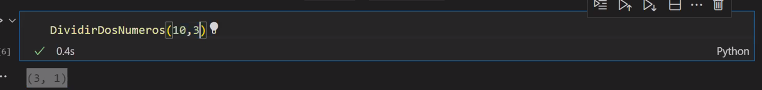 DividirDosNumeros(10,3)
[6]
0.4s
Python
(3, 1)